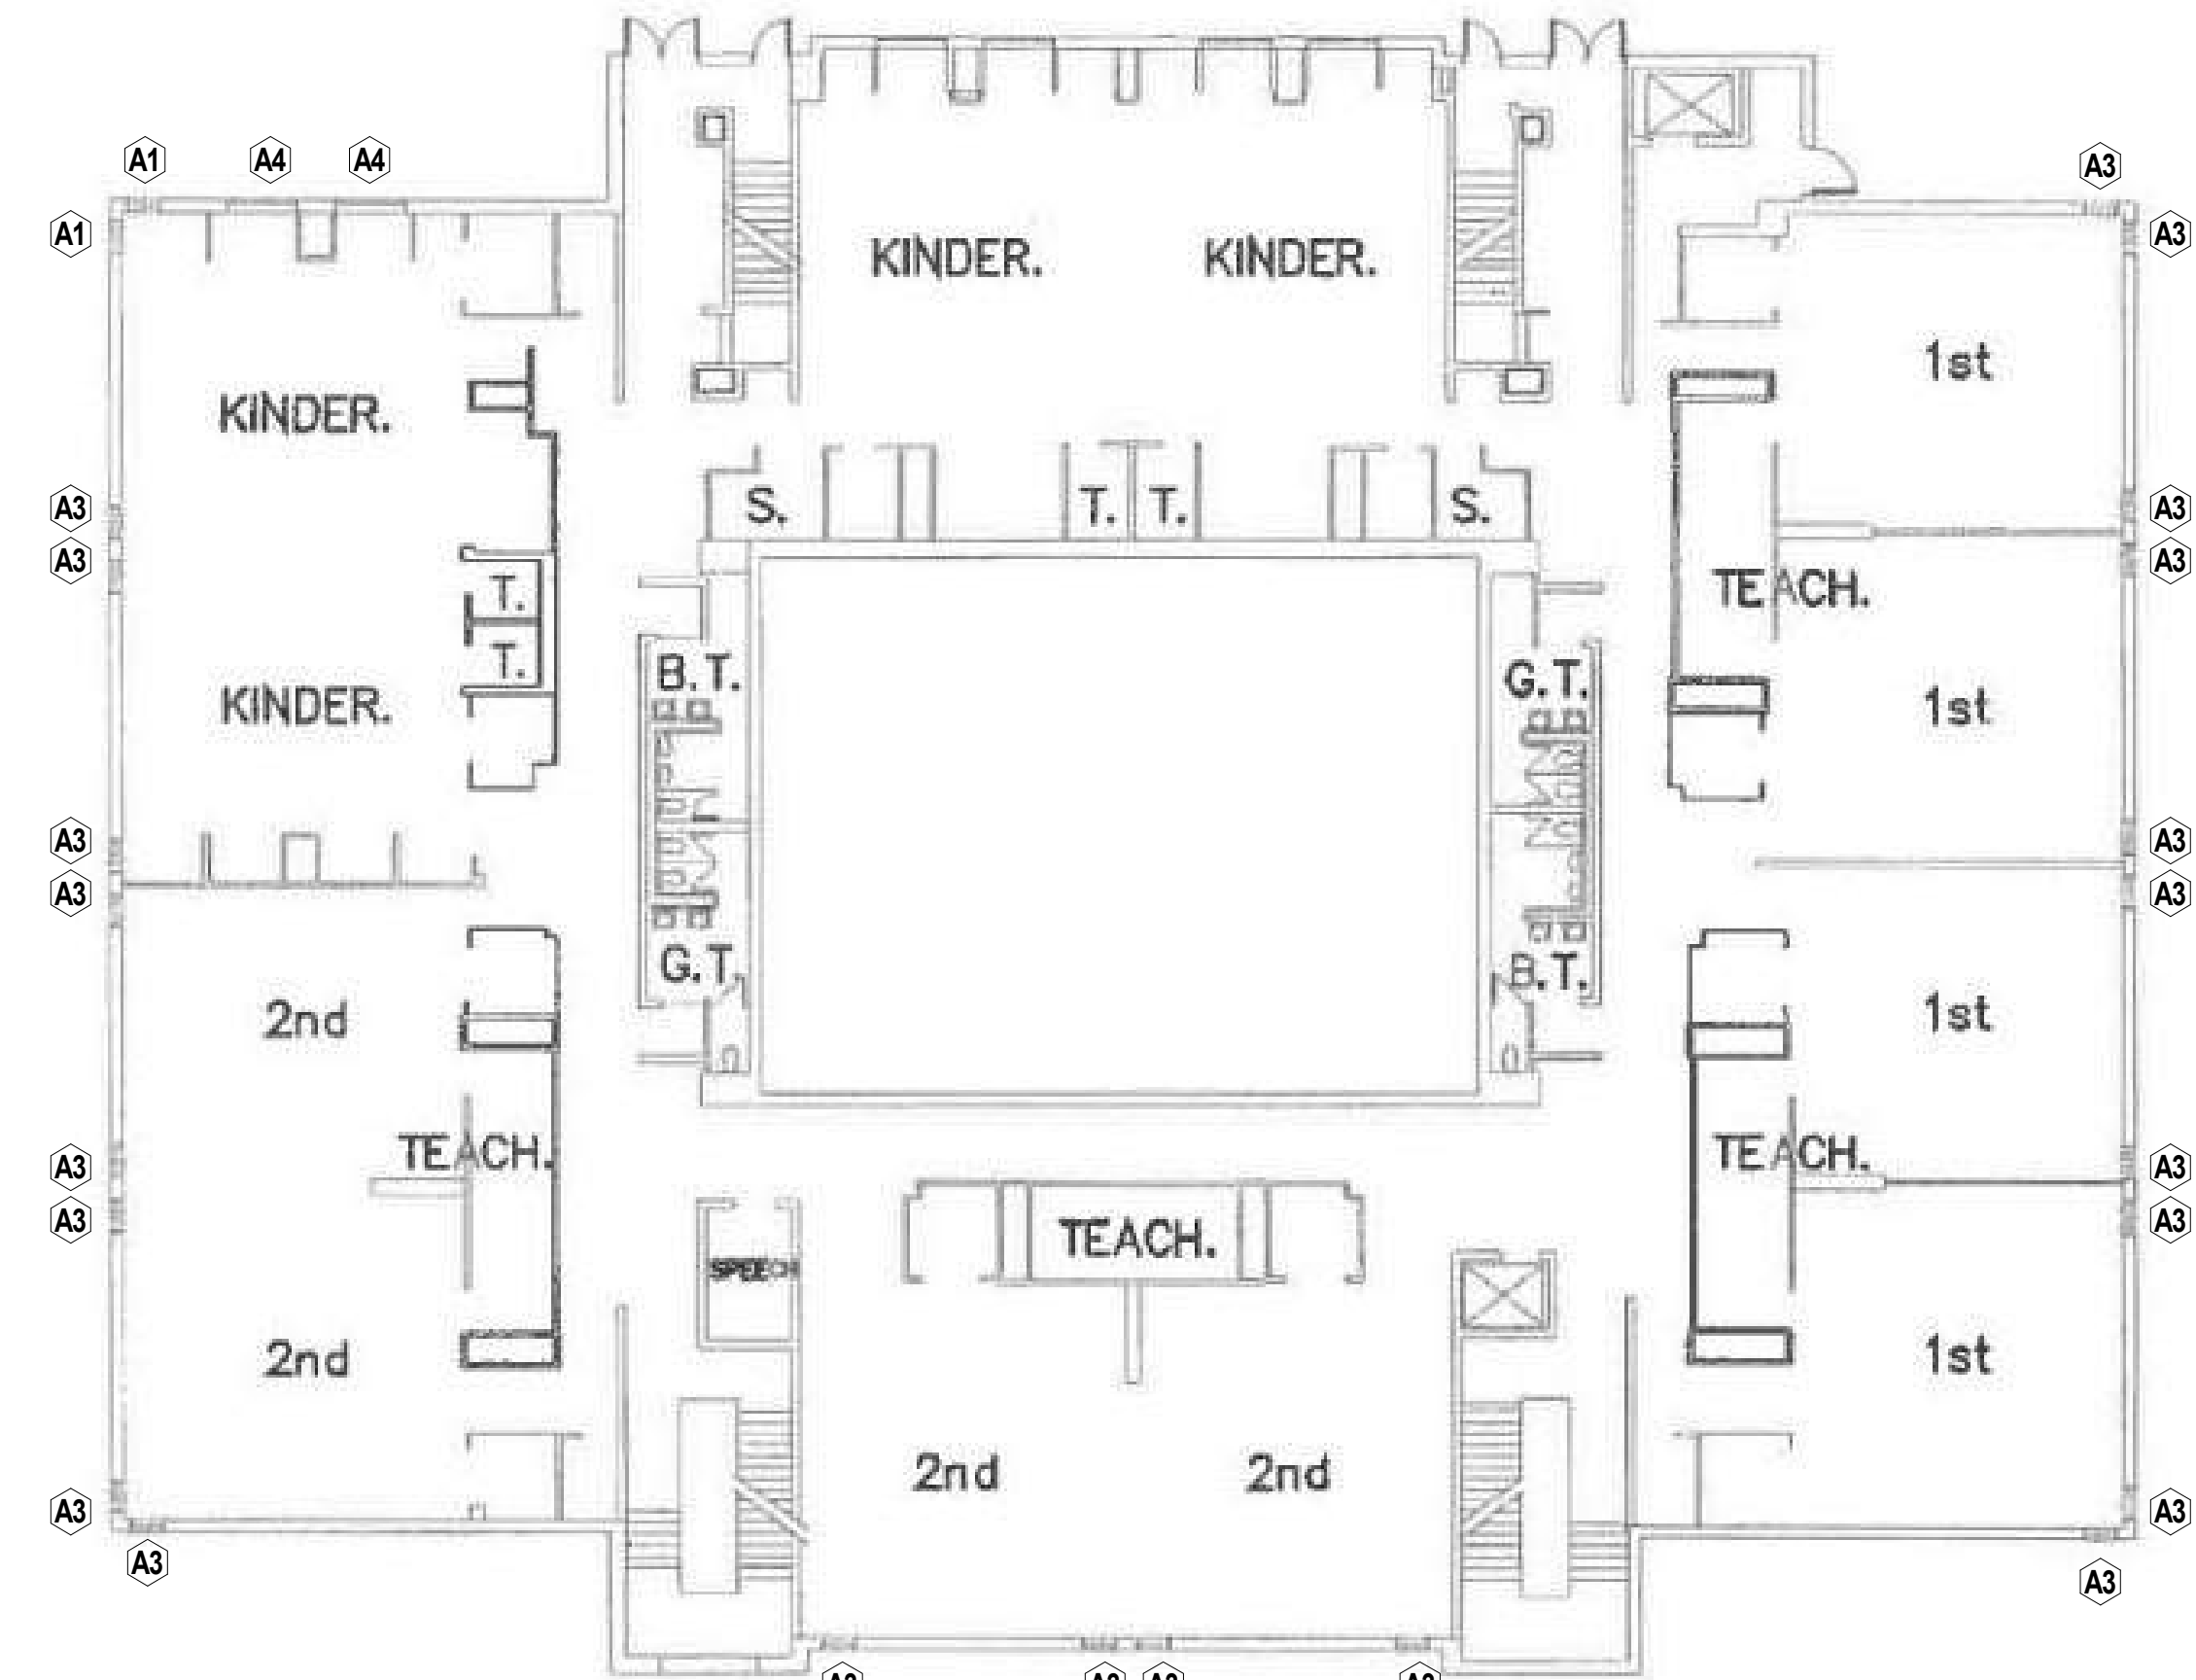 A1 A4 A4 A3
A1 A3
KINDER. KINDER.
1st
KINDER.
A3 S. T. T. S. A3
A3 A3
T. TEACH.
T. B.T. G.T.
KINDER. 1st
A3 A3
A3 A3
G.T. B.T.
2nd 1st
TEACH. TEACH.
A3 A3
A3 TEACH. A3
SPEECH
2nd 1st
2nd 2nd
A3 A3
A3 A3